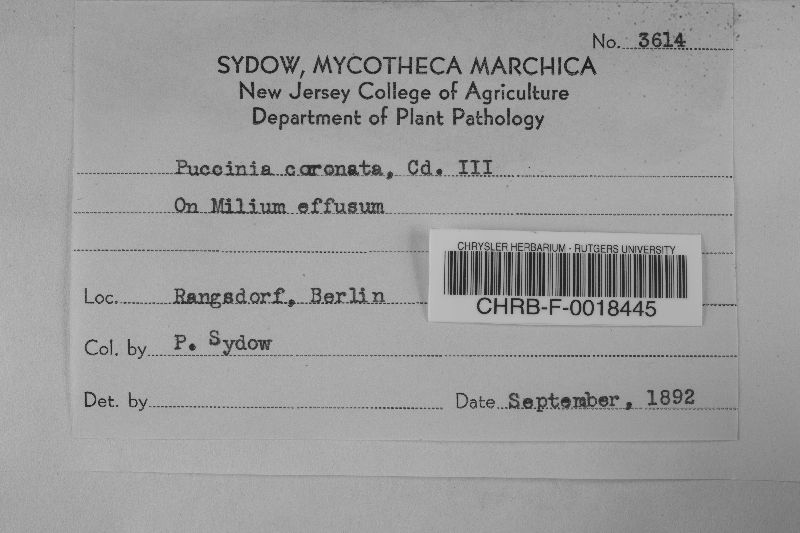 No. 3614
SYDOW, MYCOTHECA MARCHICA
New Jersey College of Agriculture
Department of Plant Pathology
Puccinia coronata, Cd. III
On Milium effusum
CHRYSLER HERBARIUM - RUTGERS UNIVERSITY
CHRB-F-0018445
Loc. Rangsdorf, Berlin
Col. by P. Sydow
Det. by
Date September, 1892